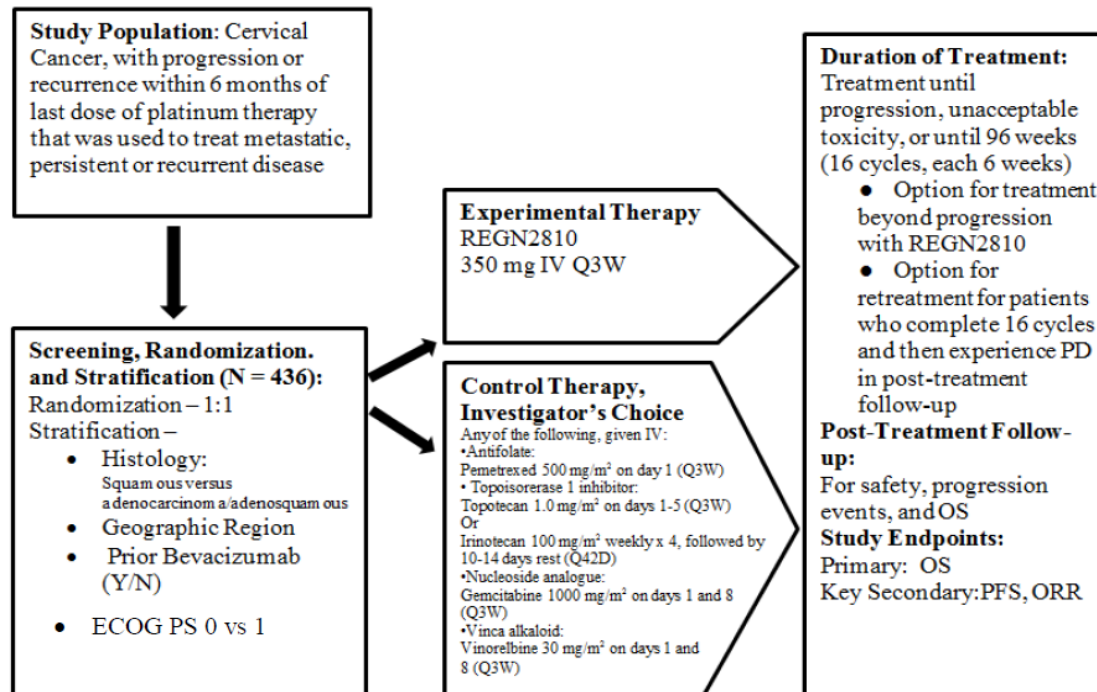 Study Population: Cervical
Cancer, with progression or
recurrence within 6 months of
last dose of platinum therapy
that was used to treat metastatic,
persistent or recurrent disease
Screening, Randomization.
and Stratification (N = 436):
Randomization – 1:1
Stratification –
• Histology:
Squam ous versus
adenocarcinom a/adenosquam ous
• Geographic Region
• Prior Bevacizumab
(Y/N)
• ECOG PS 0 vs 1
Experimental Therapy
REGN2810
350 mg IV Q3W
Control Therapy,
Investigator's Choice
Any of the following, given IV:
•Antifolate:
Pemetrexed 500 mg/m² on day 1 (Q3W)
• Topoisorerase 1 inhibitor:
Topotecan 1.0 mg/m² on days 1-5 (Q3W)
Or
Irinotecan 100 mg/m² weekly x 4, followed by
10-14 days rest (Q42D)
•Nucleoside analogue:
Gemcitabine 1000 mg/m² on days 1 and 8
(Q3W)
•Vinca alkaloid:
Vinorelbine 30 mg/m² on days 1 and
8 (Q3W)
Duration of Treatment:
Treatment until
progression, unacceptable
toxicity, or until 96 weeks
(16 cycles, each 6 weeks)
● Option for treatment
beyond progression
with REGN2810
● Option for
retreatment for patients
who complete 16 cycles
and then experience PD
in post-treatment
follow-up
Post-Treatment Follow-
up:
For safety, progression
events, and OS
Study Endpoints:
Primary: OS
Key Secondary:PFS, ORR